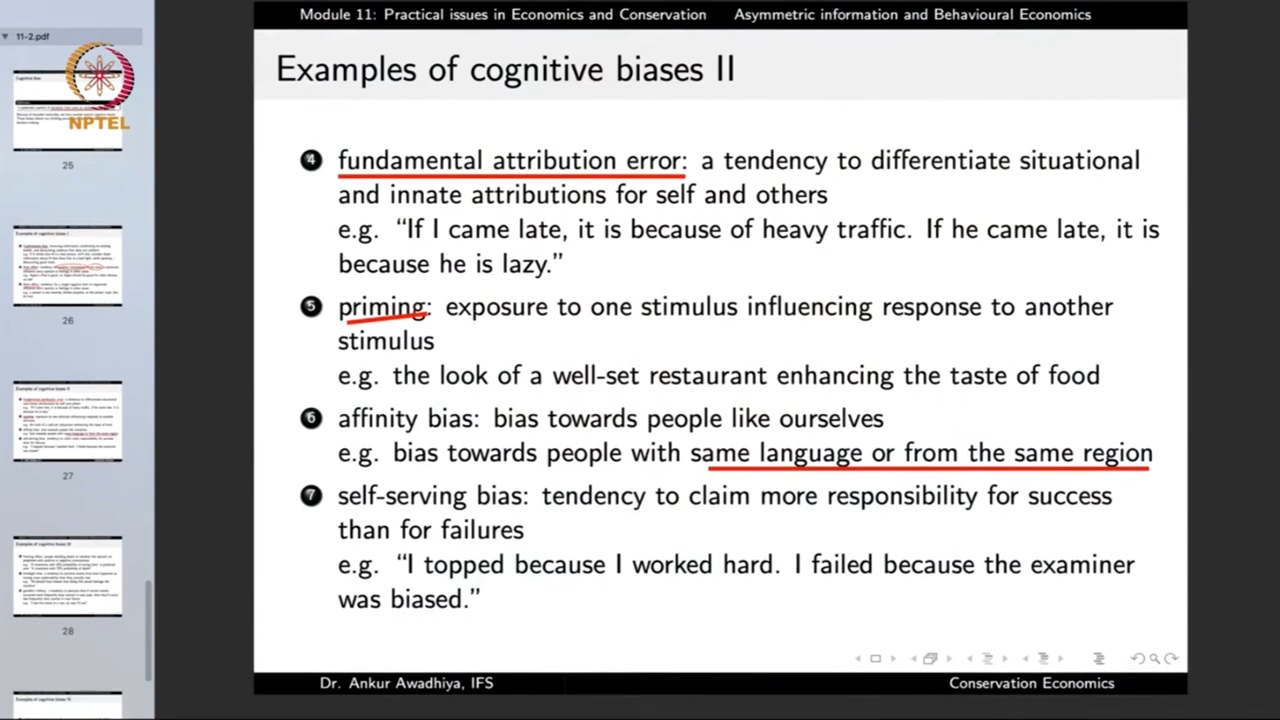 Module 11: Practical issues in Economics and Conservation Asymmetric information and Behavioural Economics
11-2.pdf
NPTEL
25
26
27
28
Examples of cognitive biases II
4 fundamental attribution error: a tendency to differentiate situational
and innate attributions for self and others
e.g. “If I came late, it is because of heavy traffic. If he came late, it is
because he is lazy.”
5 priming: exposure to one stimulus influencing response to another
stimulus
e.g. the look of a well-set restaurant enhancing the taste of food
6 affinity bias: bias towards people like ourselves
e.g. bias towards people with same language or from the same region
7 self-serving bias: tendency to claim more responsibility for success
than for failures
e.g. “I topped because I worked hard. I failed because the examiner
was biased.”
Dr. Ankur Awadhiya, IFS Conservation Economics